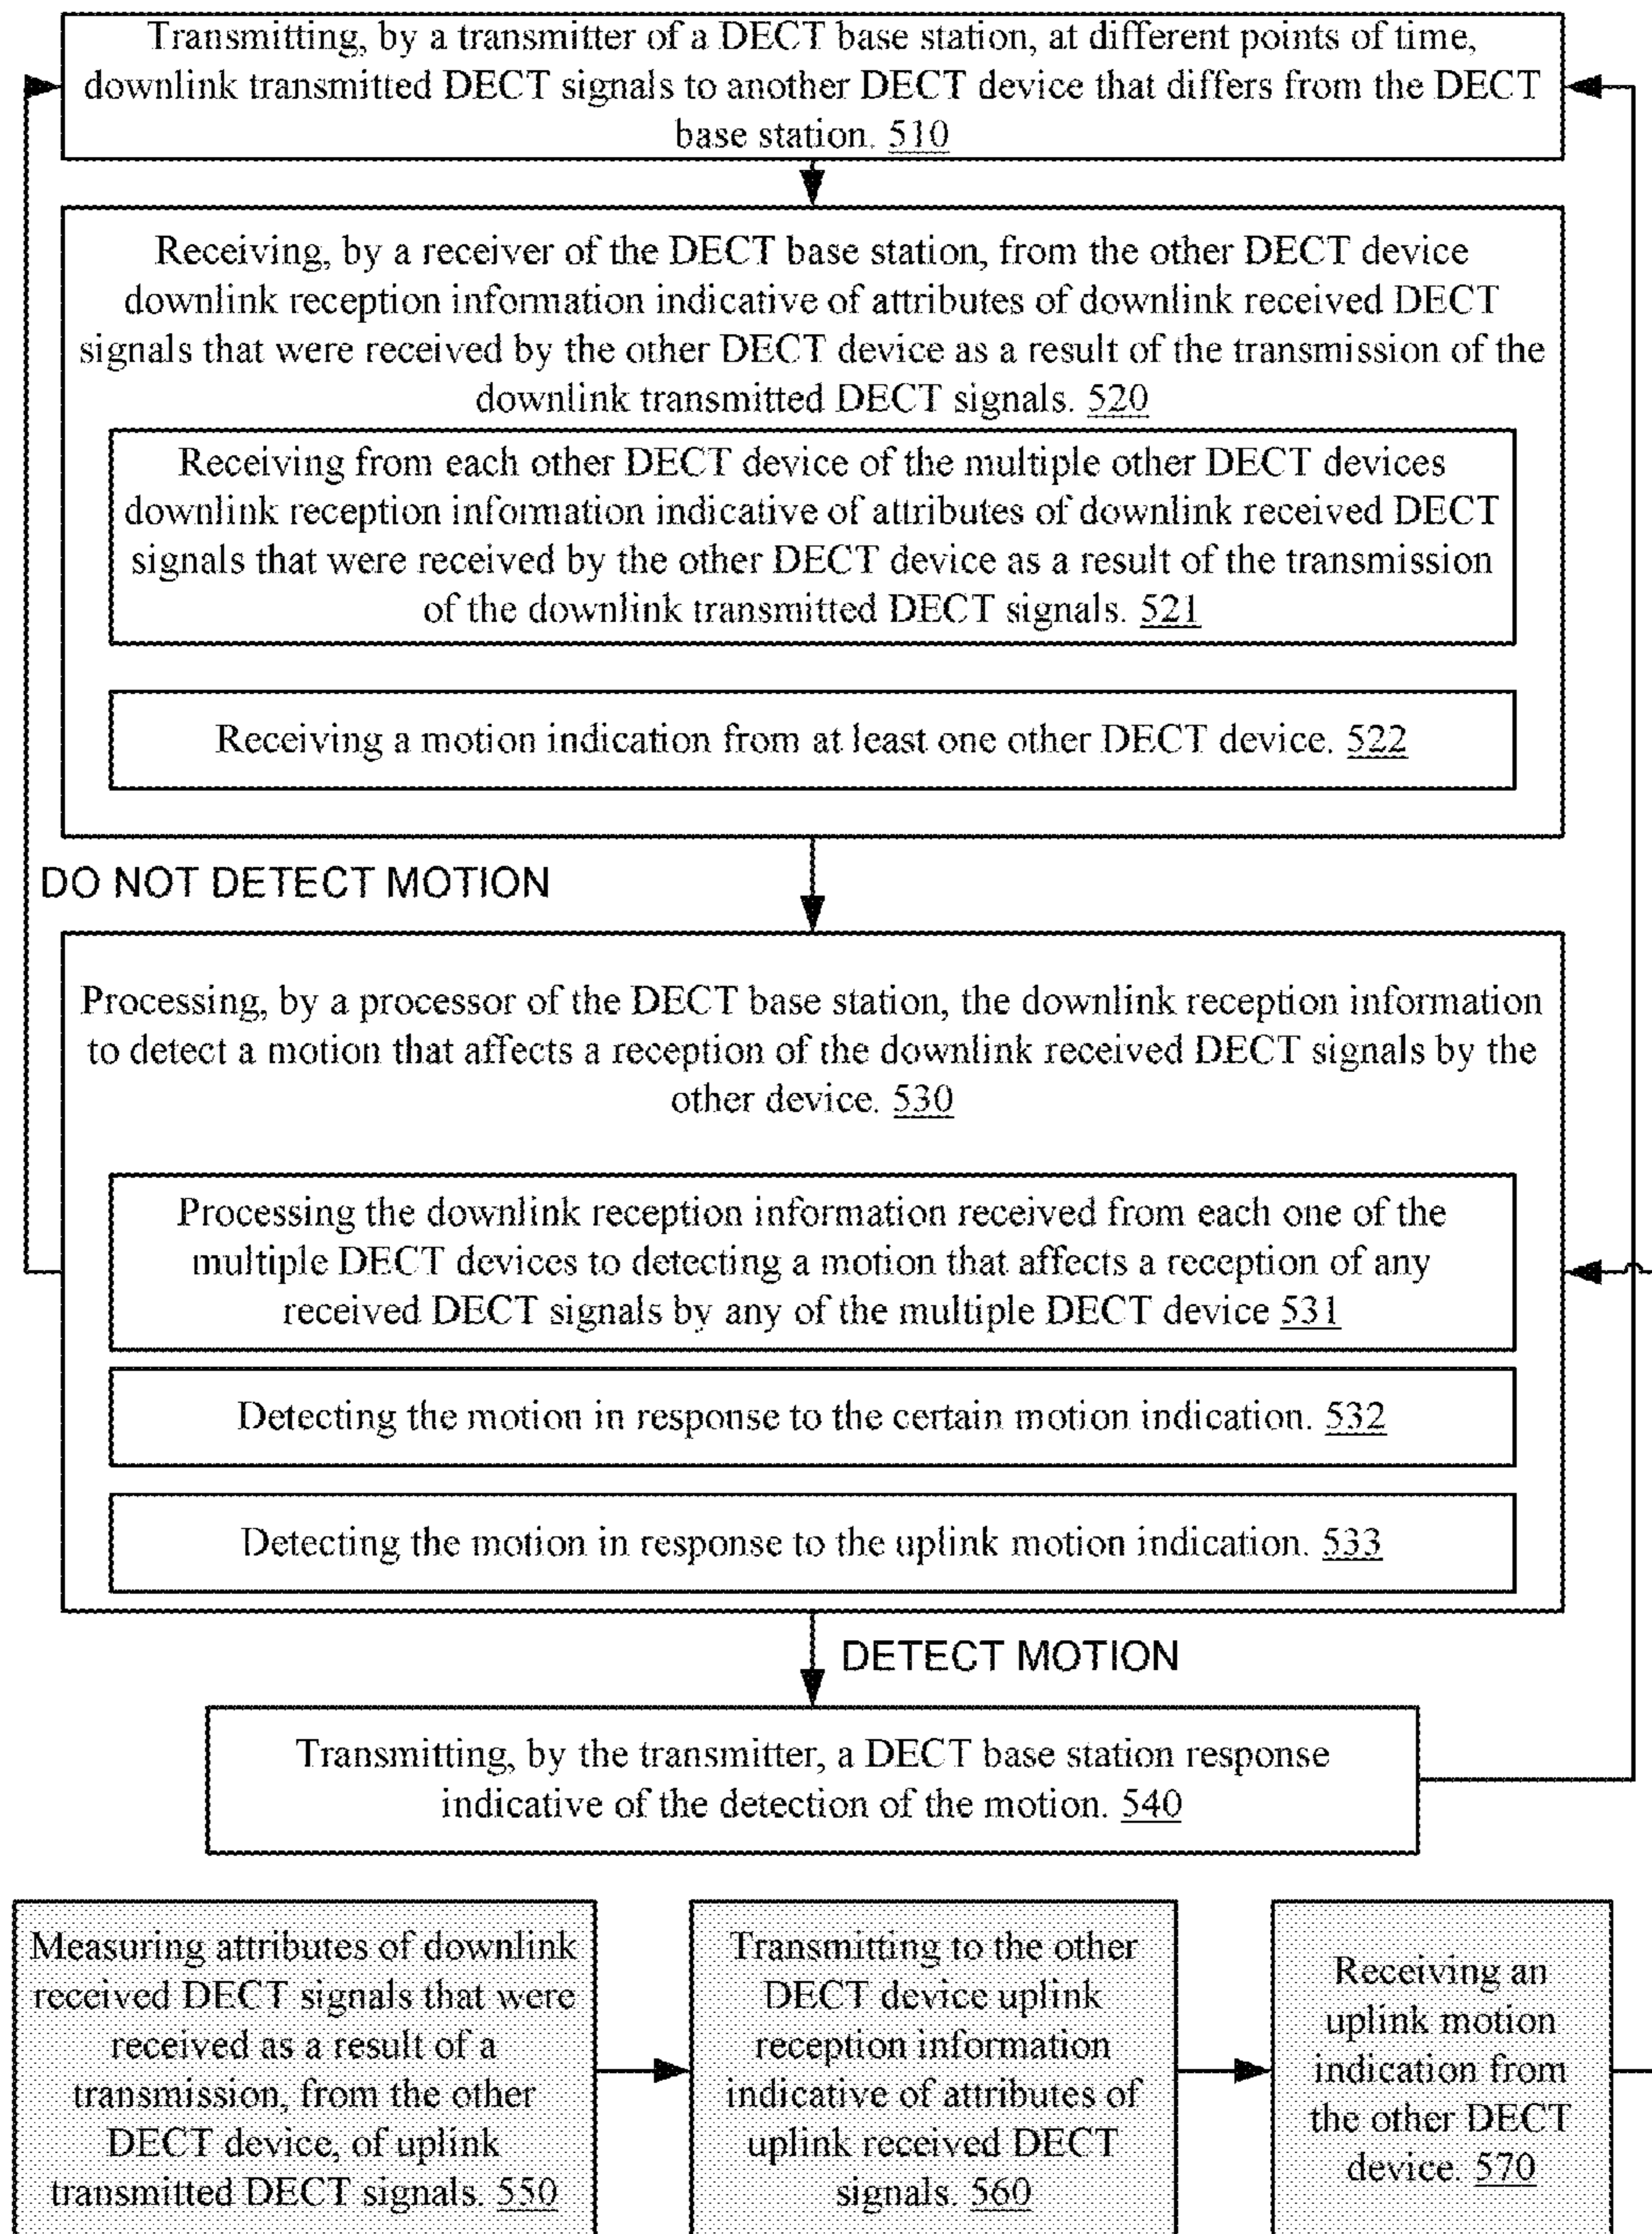 Transmitting, by a transmitter of a DECT base station, at different points of time,
downlink transmitted DECT signals to another DECT device that differs from the DECT
base station. 510
Receiving, by a receiver of the DECT base station, from the other DECT device
downlink reception information indicative of attributes of downlink received DECT
signals that were received by the other DECT device as a result of the transmission of the
downlink transmitted DECT signals. 520
Receiving from each other DECT device of the multiple other DECT devices
downlink reception information indicative of attributes of downlink received DECT
signals that were received by the other DECT device as a result of the transmission
of the downlink transmitted DECT signals. 521
Receiving a motion indication from at least one other DECT device. 522
DO NOT DETECT MOTION
Processing, by a processor of the DECT base station, the downlink reception information
to detect a motion that affects a reception of the downlink received DECT signals by the
other device. 530
Processing the downlink reception information received from each one of the
multiple DECT devices to detecting a motion that affects a reception of any
received DECT signals by any of the multiple DECT device 531
Detecting the motion in response to the certain motion indication. 532
Detecting the motion in response to the uplink motion indication. 533
DETECT MOTION
Transmitting, by the transmitter, a DECT base station response
indicative of the detection of the motion. 540
Measuring attributes of downlink
received DECT signals that were
received as a result of a
transmission, from the other
DECT device, of uplink
transmitted DECT signals. 550
Transmitting to the other
DECT device uplink
reception information
indicative of attributes of
uplink received DECT
signals. 560
Receiving an
uplink motion
indication from
the other DECT
device. 570